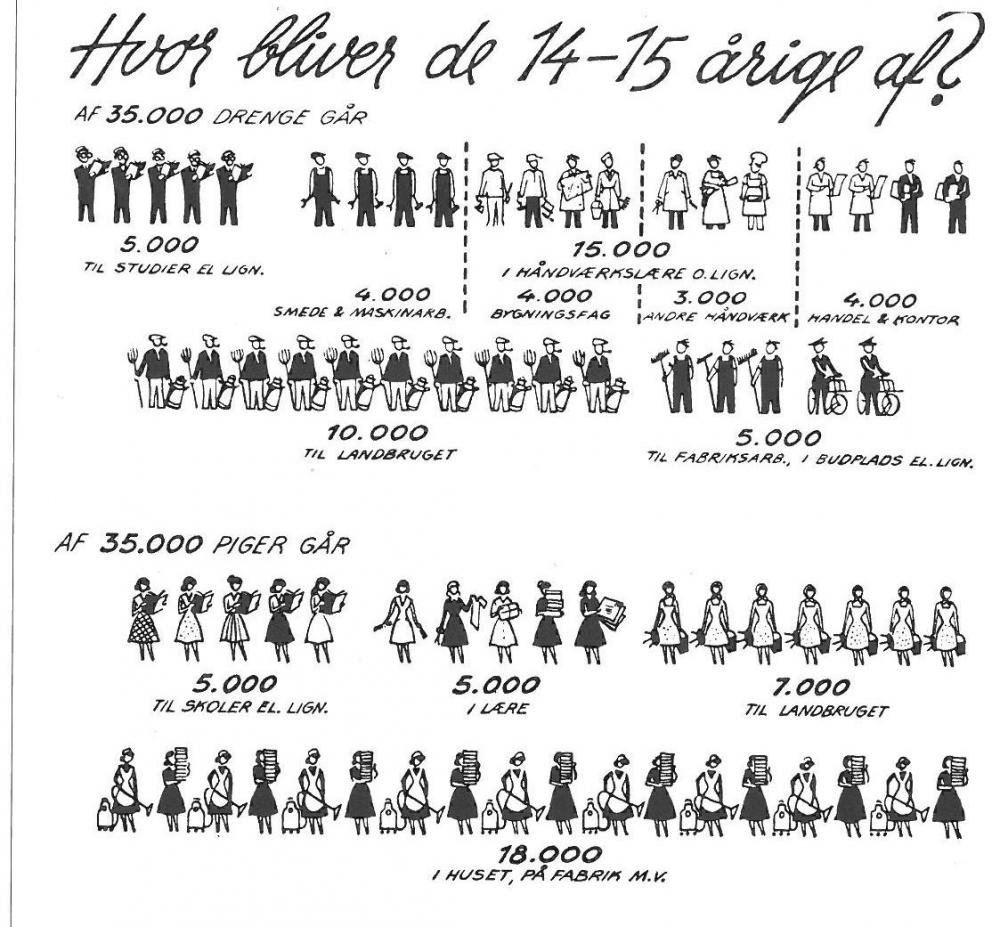 Hvor bliver de 14-15 årige af?
AF 35.000 DRENGE GÅR
5.000
TIL STUDIER EL LIGN.
15.000
I HÅNDVÆRKSLÆRE O. LIGN.
4.000
SMEDE & MASKINARB.
4.000
BYGNINGSFAG
3.000
ANDRE HÅNDVÆRK
4.000
HANDEL & KONTOR
10.000
TIL LANDBRUGET
5.000
TIL FABRIKSARB., I BUDPLADS EL. LIGN.
AF 35.000 PIGER GÅR
5.000
TIL SKOLER EL. LIGN.
5.000
I LÆRE
7.000
TIL LANDBRUGET
18.000
I HUSET, PÅ FABRIK M.V.